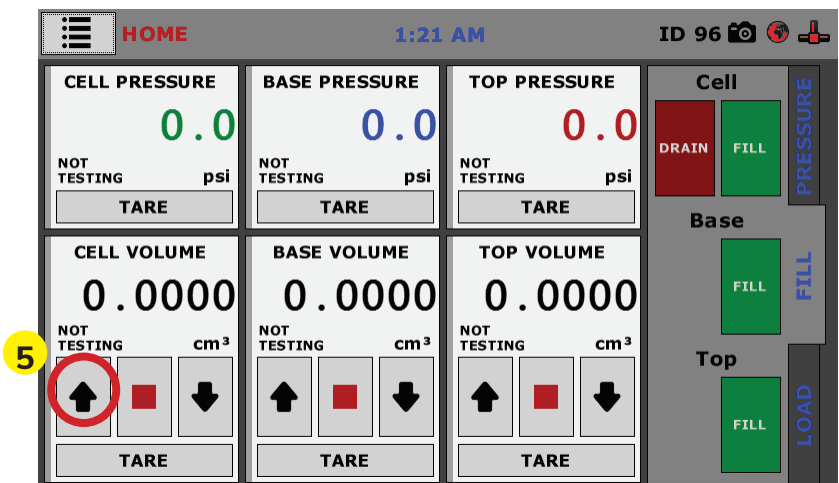 HOME
1:21 AM
ID 96
CELL PRESSURE
0.0
NOT
TESTING psi
TARE
BASE PRESSURE
0.0
NOT
TESTING psi
TARE
TOP PRESSURE
0.0
NOT
TESTING psi
TARE
CELL VOLUME
0.0000
NOT
TESTING cm³
TARE
BASE VOLUME
0.0000
NOT
TESTING cm³
TARE
TOP VOLUME
0.0000
NOT
TESTING cm³
TARE
5
Cell
DRAIN FILL
Base
FILL
Top
FILL
PRESSURE
FILL
LOAD